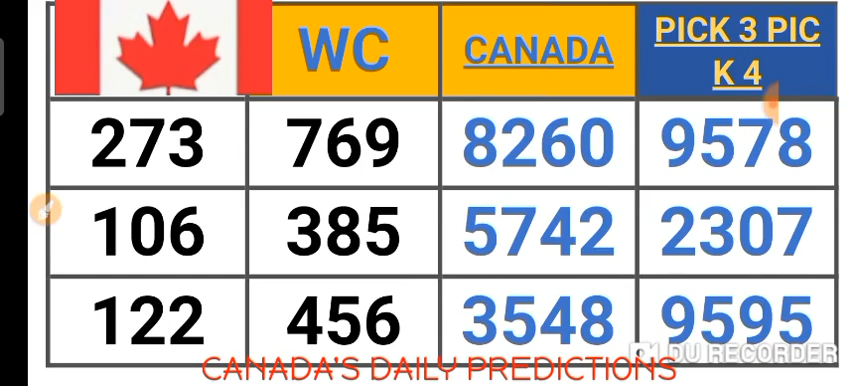 WC CANADA PICK 3 PIC
K 4
273 769 8260 9578
106 385 5742 2307
122 456 3548 9595
DU RECORDER
CANADA'S DAILY PREDICTIONS